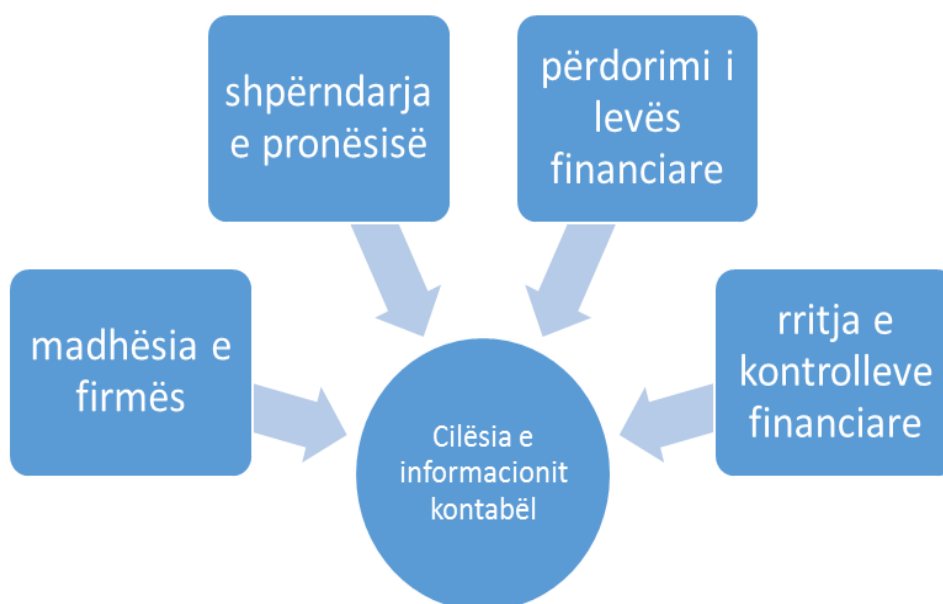 shpërndarja
e pronësisë
përdorimi i
levës
financiare
madhësia e
firmës
rritja e
kontrolleve
financiare
Cilësia e
informacionit
kontabël